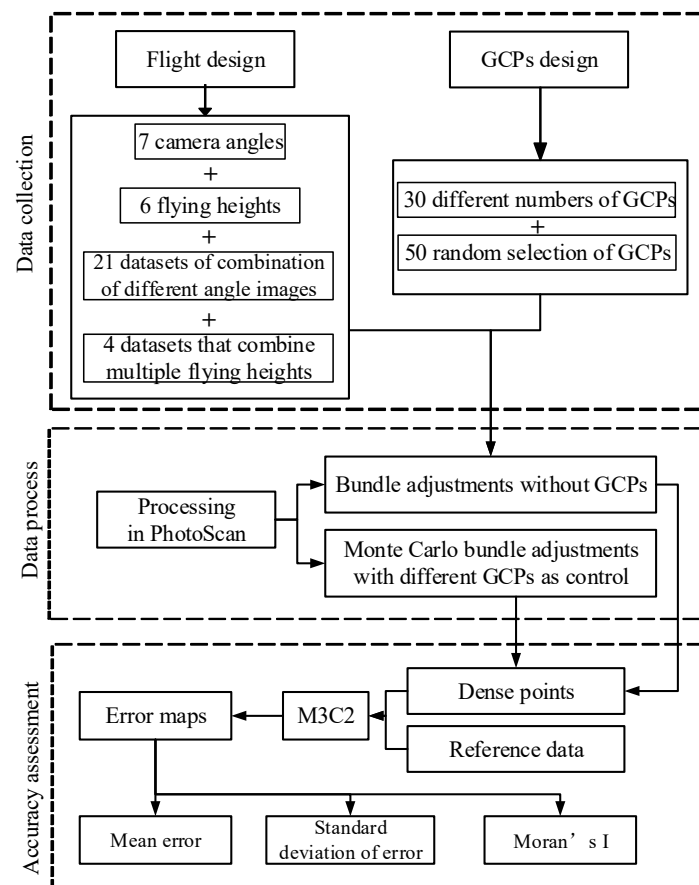 Data collection
Flight design
GCPs design
7 camera angles
+
6 flying heights
+
21 datasets of combination
of different angle images
+
4 datasets that combine
multiple flying heights
30 different numbers of GCPs
+
50 random selection of GCPs
Data process
Processing
in PhotoScan
Bundle adjustments without GCPs
Monte Carlo bundle adjustments
with different GCPs as control
Accuracy assessment
Dense points
Error maps
M3C2
Reference data
Mean error
Standard
deviation of error
Moran’s I